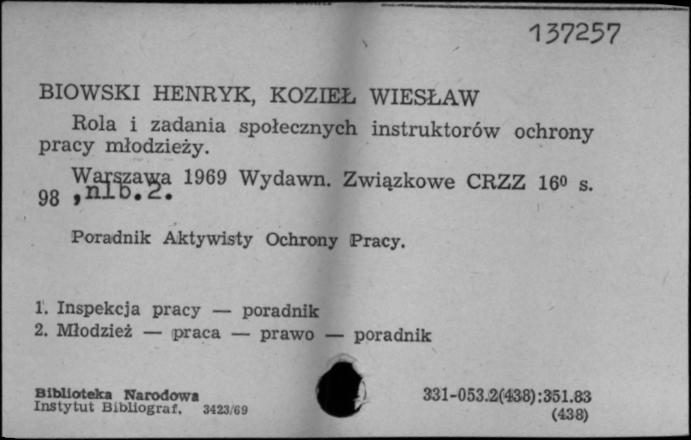 137257
BIOWSKI HENRYK, KOZIEŁ WIESŁAW
Rola i zadania społecznych instruktorów ochrony
pracy młodzieży.
Warszawa 1969 Wydawn. Związkowe CRZZ 16⁰ s.
98 ,nlb.2.
Poradnik Aktywisty Ochrony Pracy.
1. Inspekcja pracy — poradnik
2. Młodzież — praca — prawo — poradnik
Biblioteka Narodowa
Instytut Bibliograf. 3423/69
331-053.2(438):351.83
(438)